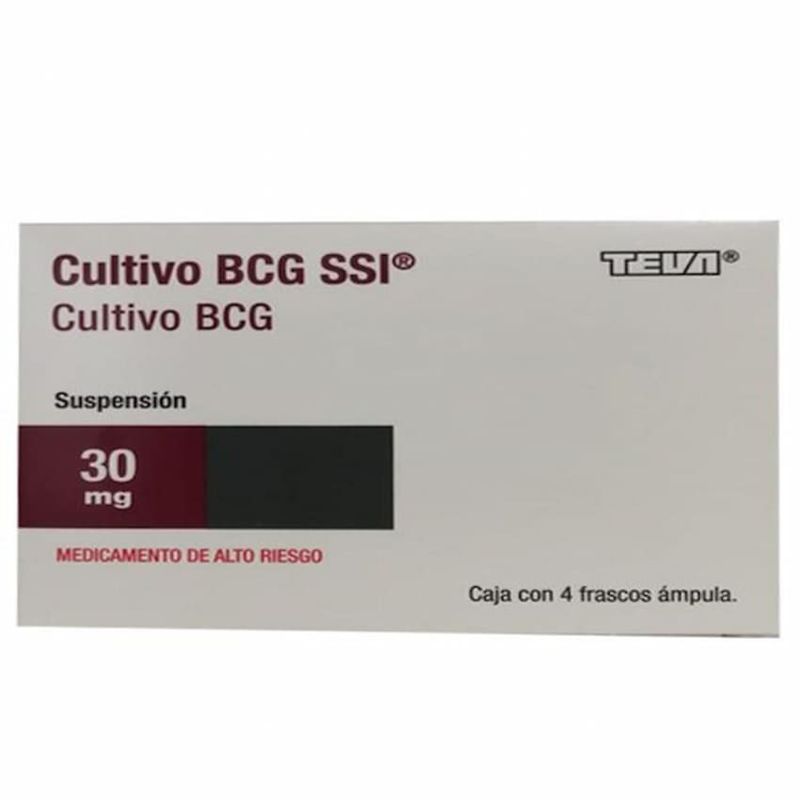 Cultivo BCG SSI®
TEVA®
Cultivo BCG
Suspensión
30
mg
MEDICAMENTO DE ALTO RIESGO
Caja con 4 frascos ámpula.